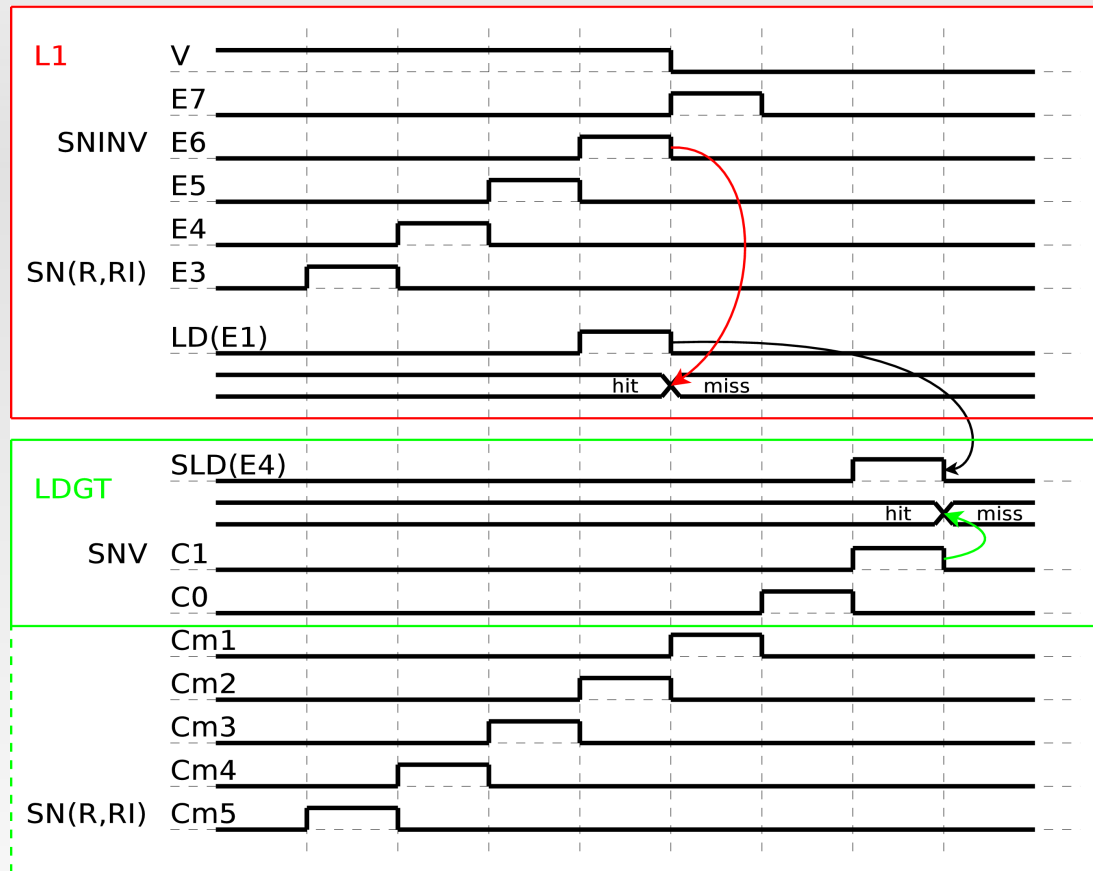 L1 V
E7
SNINV E6
E5
E4
SN(R,RI) E3
LD(E1)
hit miss
SLD(E4)
LDGT
hit miss
SNV C1
C0
Cm1
Cm2
Cm3
Cm4
SN(R,RI) Cm5